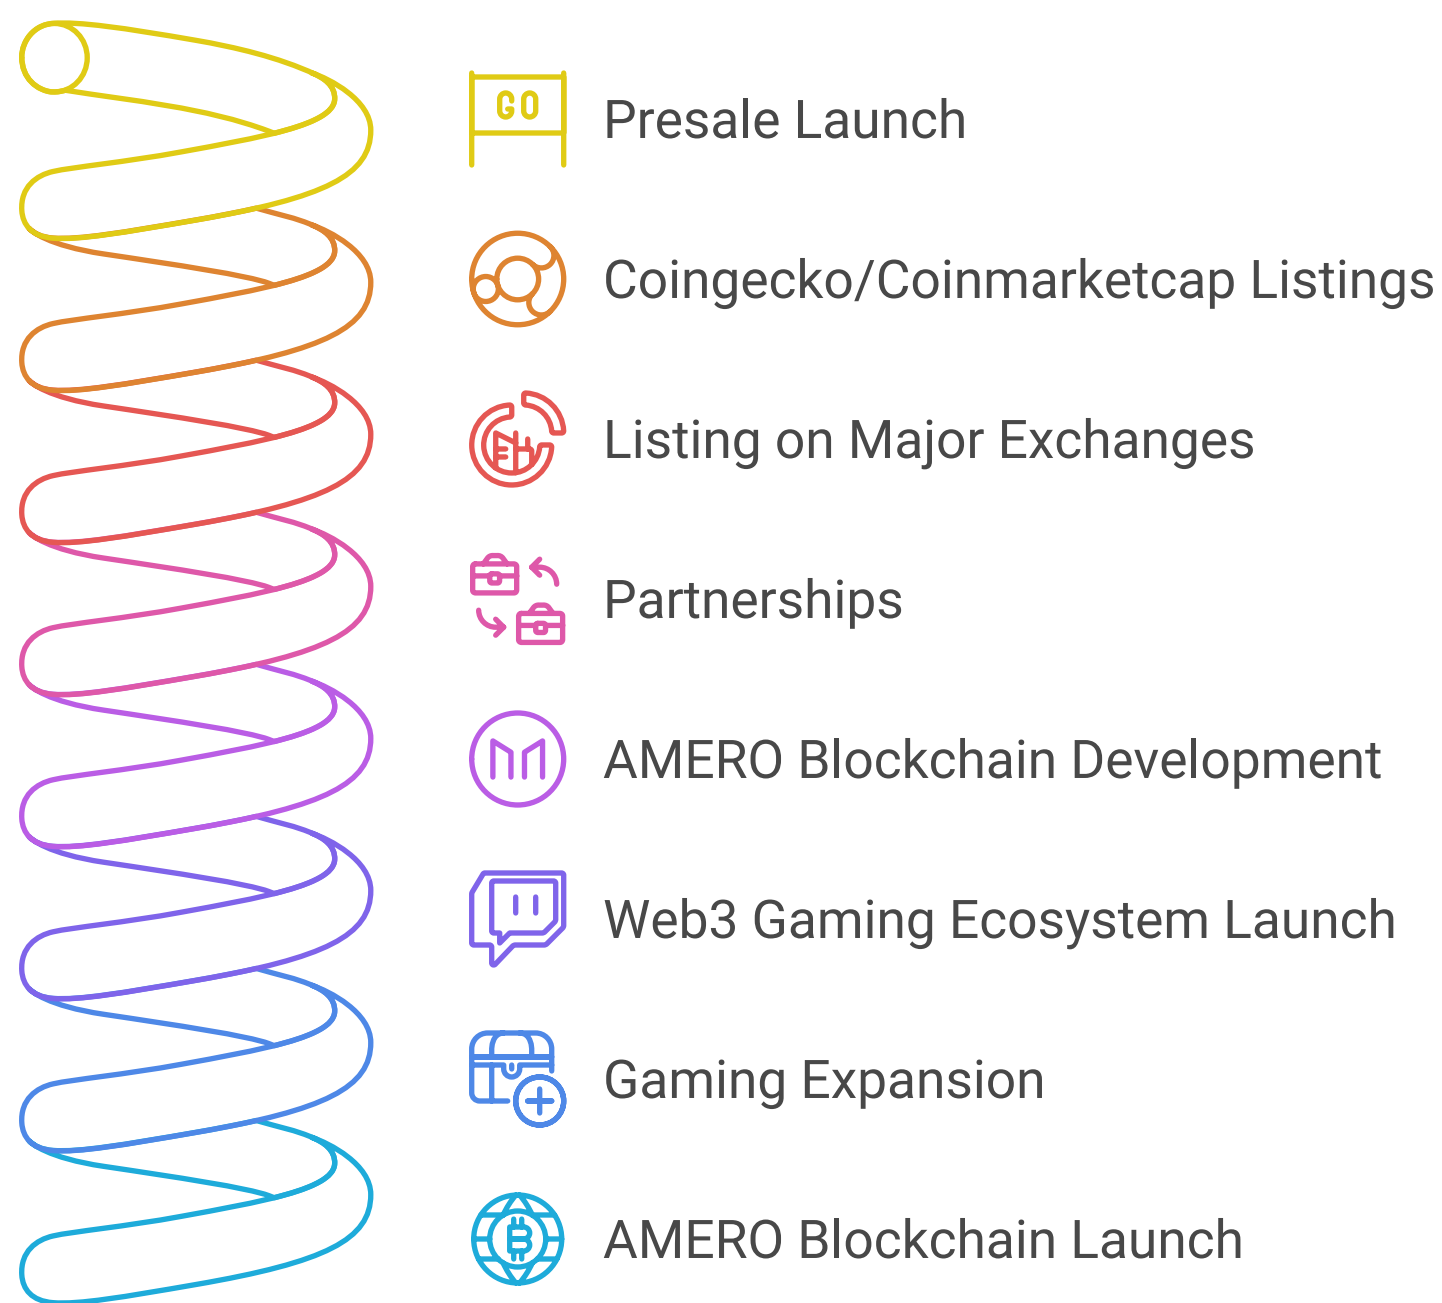 GO
Presale Launch
Coingecko/Coinmarketcap Listings
Listing on Major Exchanges
Partnerships
AMERO Blockchain Development
Web3 Gaming Ecosystem Launch
Gaming Expansion
AMERO Blockchain Launch